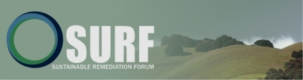 SURF
SUSTAINABLE REMEDIATION FORUM